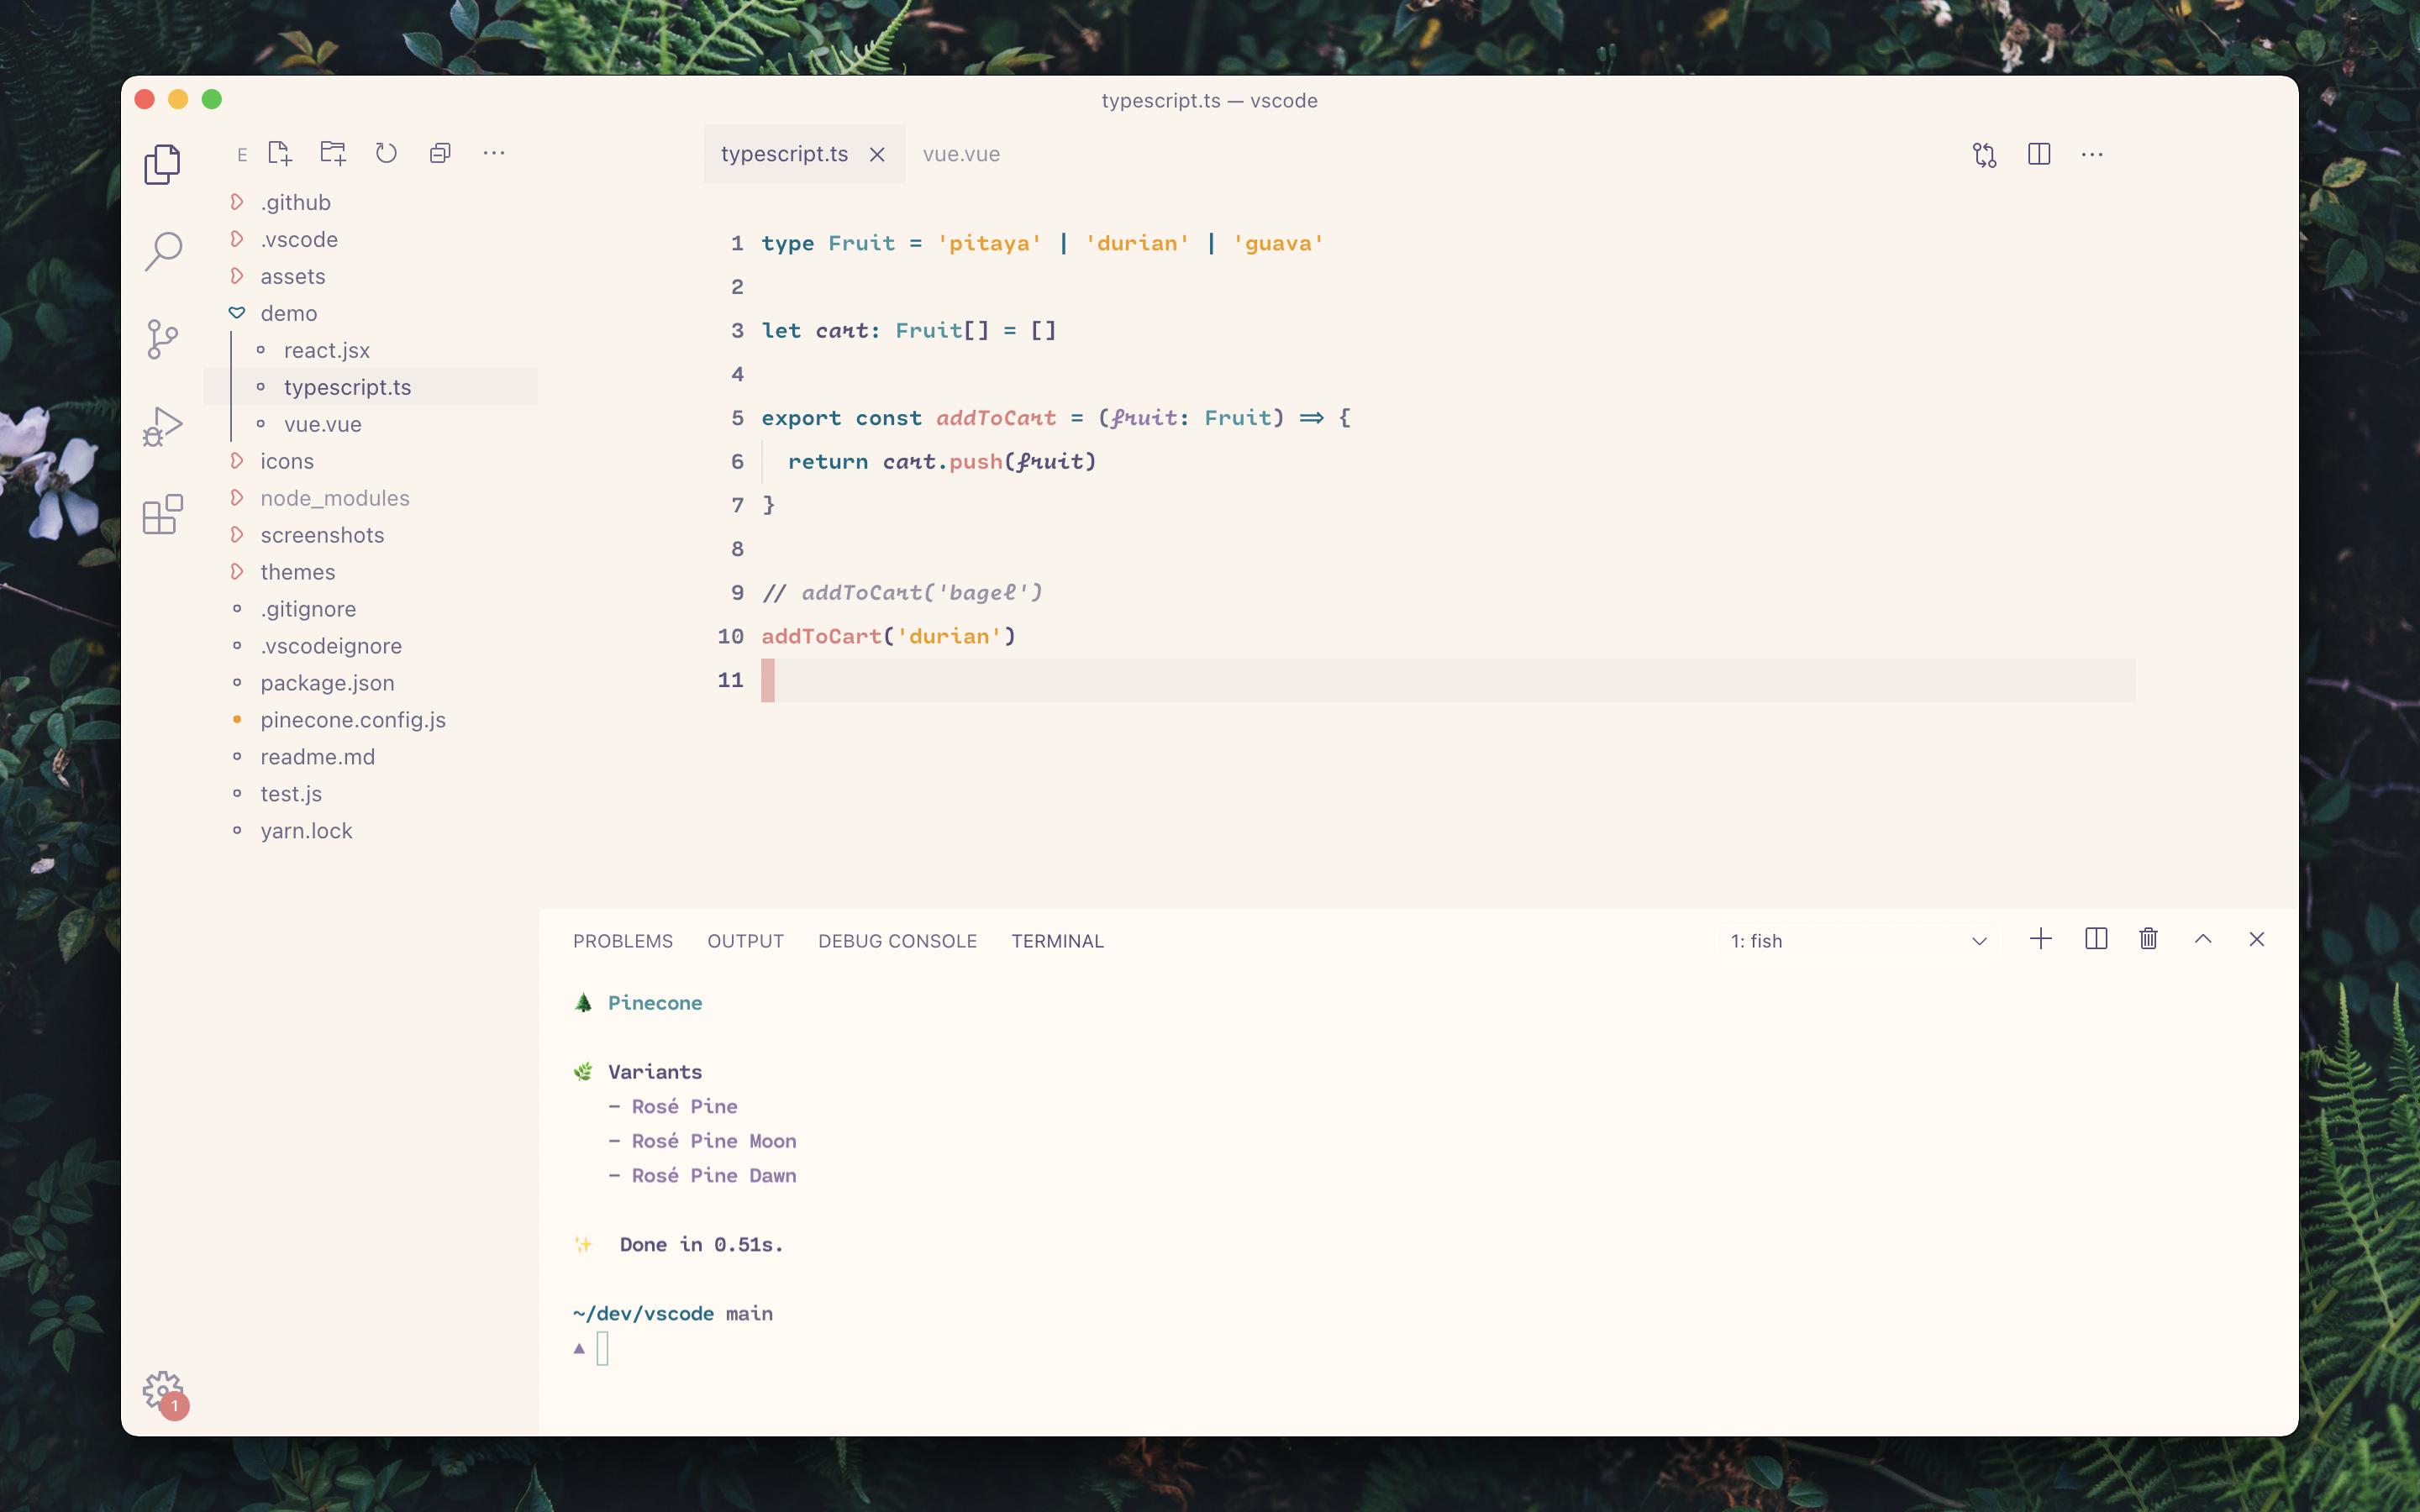 typescript.ts — vscode
E
typescript.ts
vue.vue
.github
.vscode
assets
demo
react.jsx
typescript.ts
vue.vue
icons
node_modules
screenshots
themes
.gitignore
.vscodeignore
package.json
pinecone.config.js
readme.md
test.js
yarn.lock
1 type Fruit = 'pitaya' | 'durian' | 'guava'
2
3 let cart: Fruit[] = []
4
5 export const addToCart = (fruit: Fruit) => {
6 return cart.push(fruit)
7 }
8
9 // addToCart('bagel')
10 addToCart('durian')
11
PROBLEMS OUTPUT DEBUG CONSOLE TERMINAL
1: fish
🌲 Pinecone
🌿 Variants
- Rosé Pine
- Rosé Pine Moon
- Rosé Pine Dawn
✨ Done in 0.51s.
~/dev/vscode main
▲
1